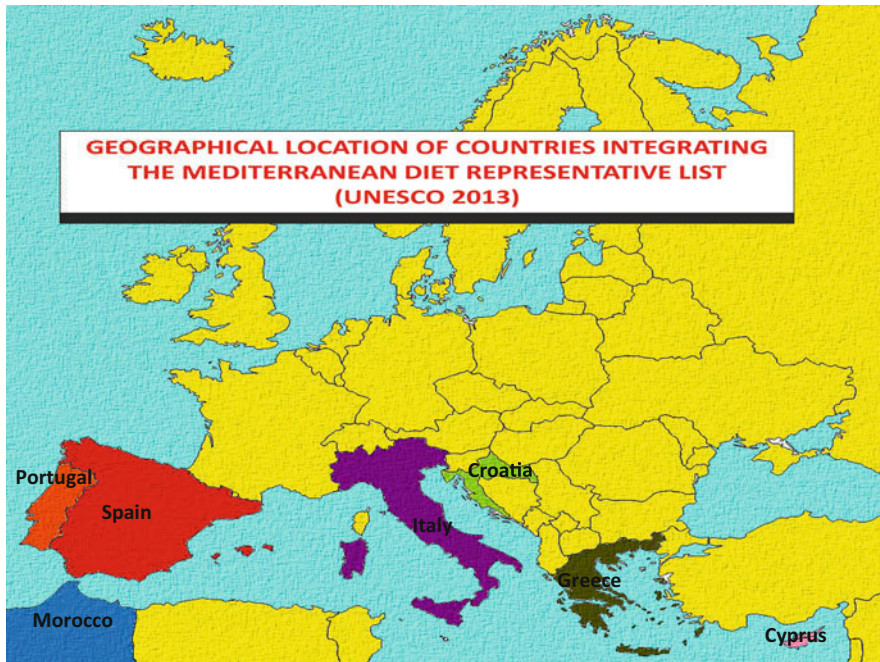 GEOGRAPHICAL LOCATION OF COUNTRIES INTEGRATING
THE MEDITERRANEAN DIET REPRESENTATIVE LIST
(UNESCO 2013)
Croatia
Portugal
Spain
Italy
Greece
Morocco
Cyprus